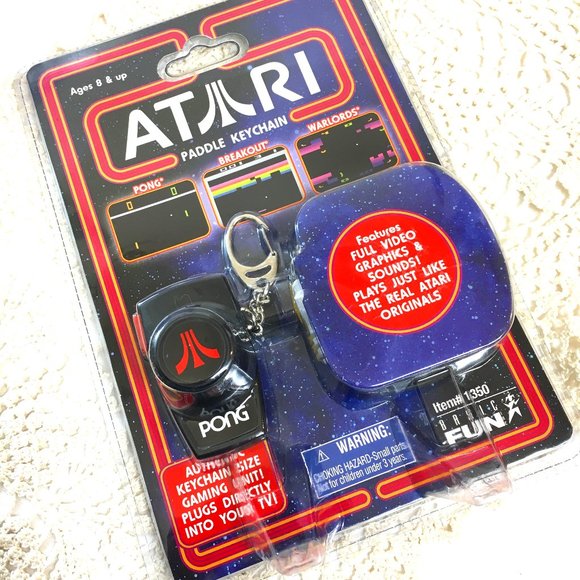 Ages 8 & up
ATARI
PADDLE KEYCHAIN
PONG®
BREAKOUT®
WARLORDS®
Features
FULL VIDEO
GRAPHICS &
SOUNDS!
PLAYS JUST LIKE
THE REAL ATARI
ORIGINALS
PONG
AUTHENTIC
KEYCHAIN SIZE
GAMING UNIT!
PLUGS DIRECTLY
INTO YOUR TV!
WARNING:
CHOKING HAZARD-Small parts
Not for children under 3 years.
Item# 1350
BASIC
FUN